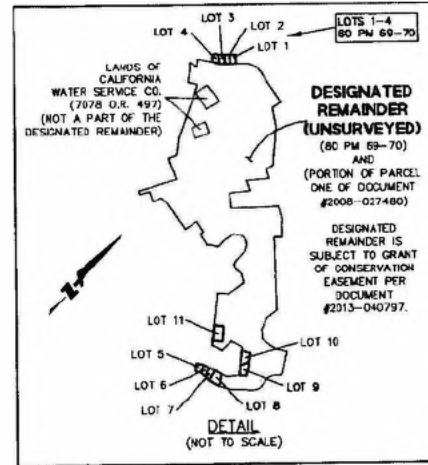 LOT 3
LOT 4
LOT 2
LOT 1
LOTS 1-4
60 PM 69-70
LANDS OF
CALIFORNIA
WATER SERVICE CO.
(7078 O.R. 497)
(NOT A PART OF THE
DESIGNATED REMAINDER)
DESIGNATED
REMAINDER
(UNSURVEYED)
(60 PM 69-70)
AND
(PORTION OF PARCEL
ONE OF DOCUMENT
#2008-027480)
DESIGNATED
REMAINDER IS
SUBJECT TO GRANT
OF CONSERVATION
EASEMENT PER
DOCUMENT
#2013-040797.
LOT 11
LOT 10
LOT 5
LOT 6
LOT 9
LOT 7
LOT 8
DETAIL
(NOT TO SCALE)